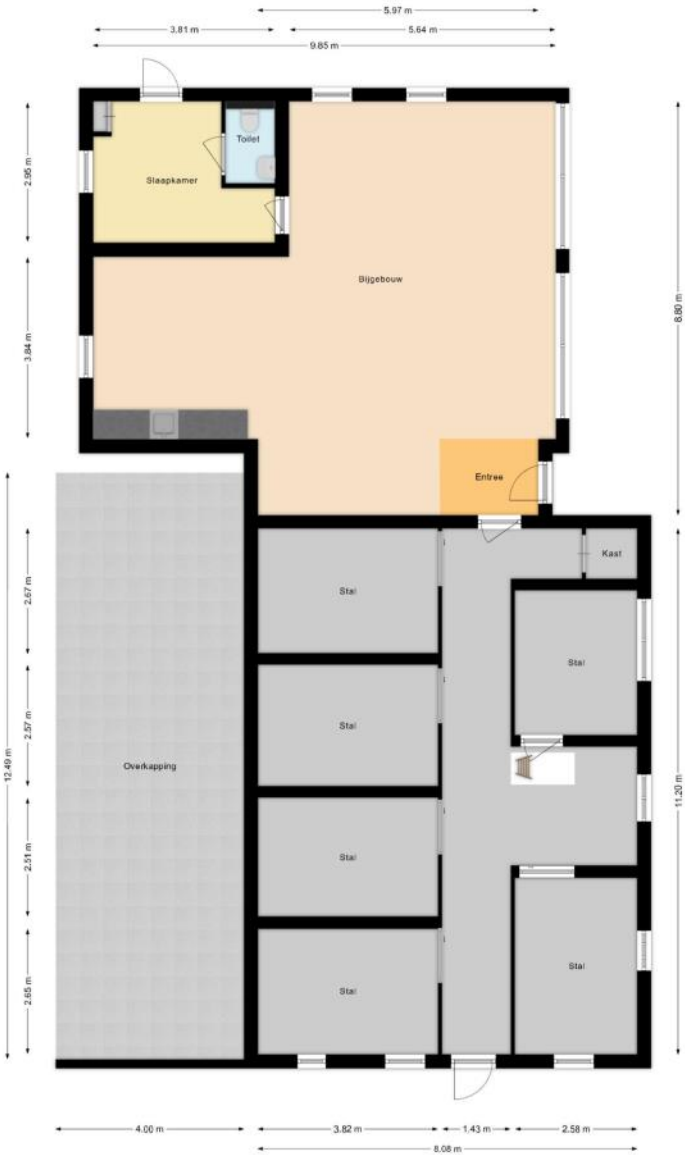 5.97 m
3.81 m
5.64 m
9.85 m
Toilet
Slaapkamer
2.95 m
Bijgebouw
8.80 m
3.84 m
Entree
Kast
Stal
2.67 m
Stal
Stal
2.57 m
12.49 m
Overkapping
11.20 m
Stal
2.51 m
Stal
Stal
2.65 m
4.00 m
3.82 m
1.43 m
2.58 m
8.08 m